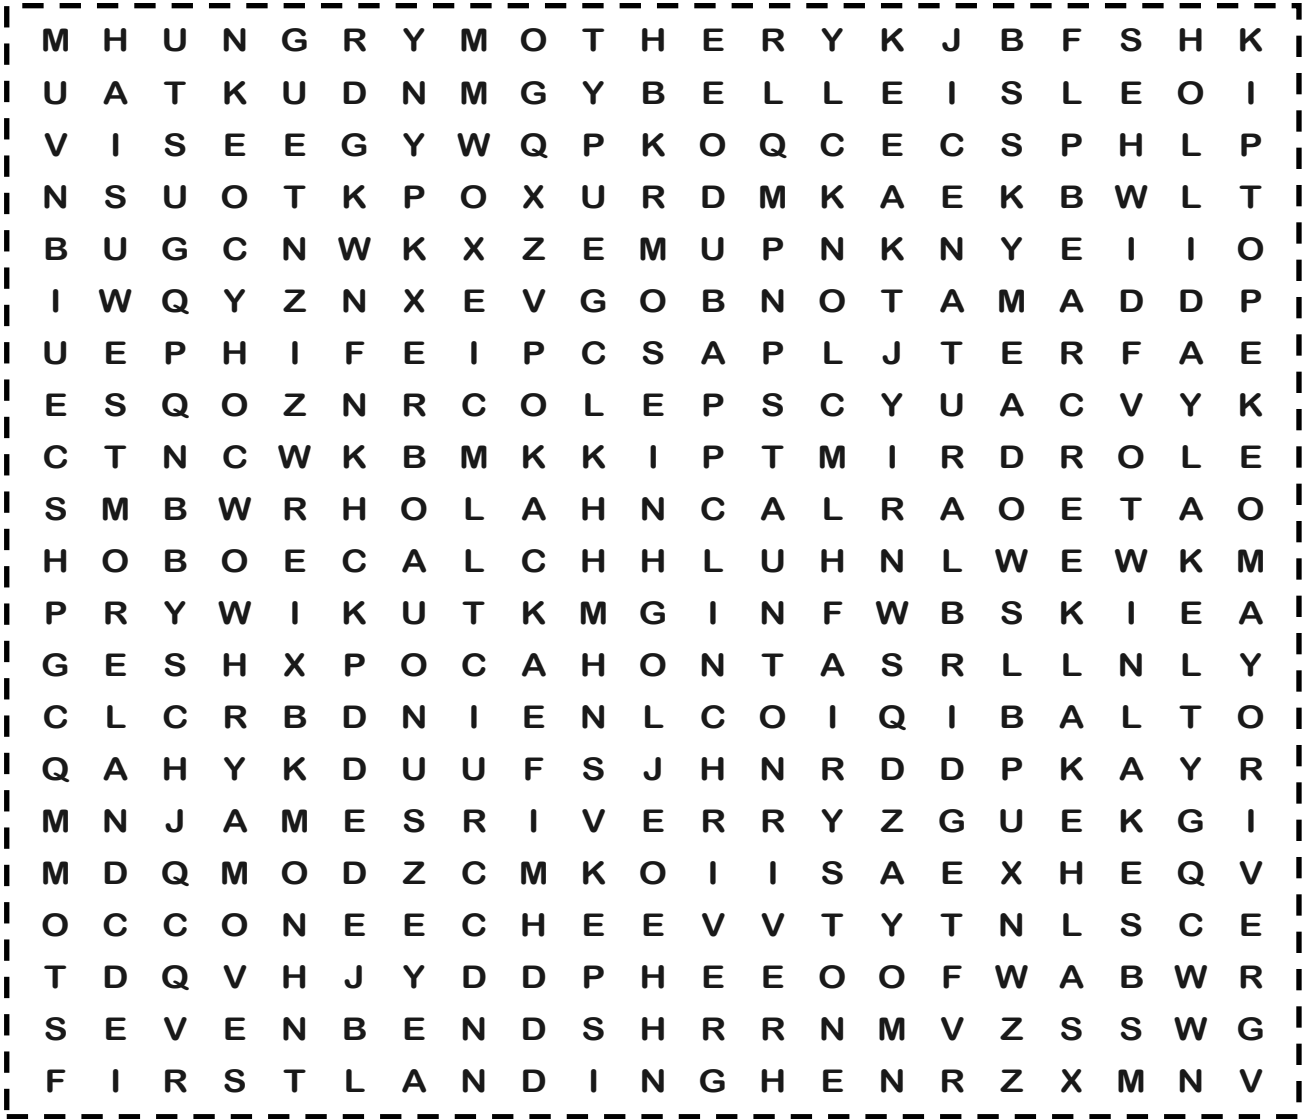 M H U N G R Y M O T H E R Y K J B F S H K
U A T K U D N M G Y B E L L E I S L E O I
V I S E E G Y W Q P K O Q C E C S P H L P
N S U O T K P O X U R D M K A E K B W L T
B U G C N W K X Z E M U P N K N Y E I I O
I W Q Y Z N X E V G O B N O T A M A D D P
U E P H I F E I P C S A P L J T E R F A E
E S Q O Z N R C O L E P S C Y U A C V Y K
C T N C W K B M K K I P T M I R D R O L E
S M B W R H O L A H N C A L R A O E T A O
H O B O E C A L C H H L U H N L W E W K M
P R Y W I K U T K M G I N F W B S K I E A
G E S H X P O C A H O N T A S R L L N L Y
C L C R B D N I E N L C O I Q I B A L T O
Q A H Y K D U U F S J H N R D D P K A Y R
M N J A M E S R I V E R R Y Z G U E K G I
M D Q M O D Z C M K O I I S A E X H E Q V
O C C O N E E C H E E V V T Y T N L S C E
T D Q V H J Y D D P H E E O O F W A B W R
S E V E N B E N D S H R R N M V Z S S W G
F I R S T L A N D I N G H E N R Z X M N V